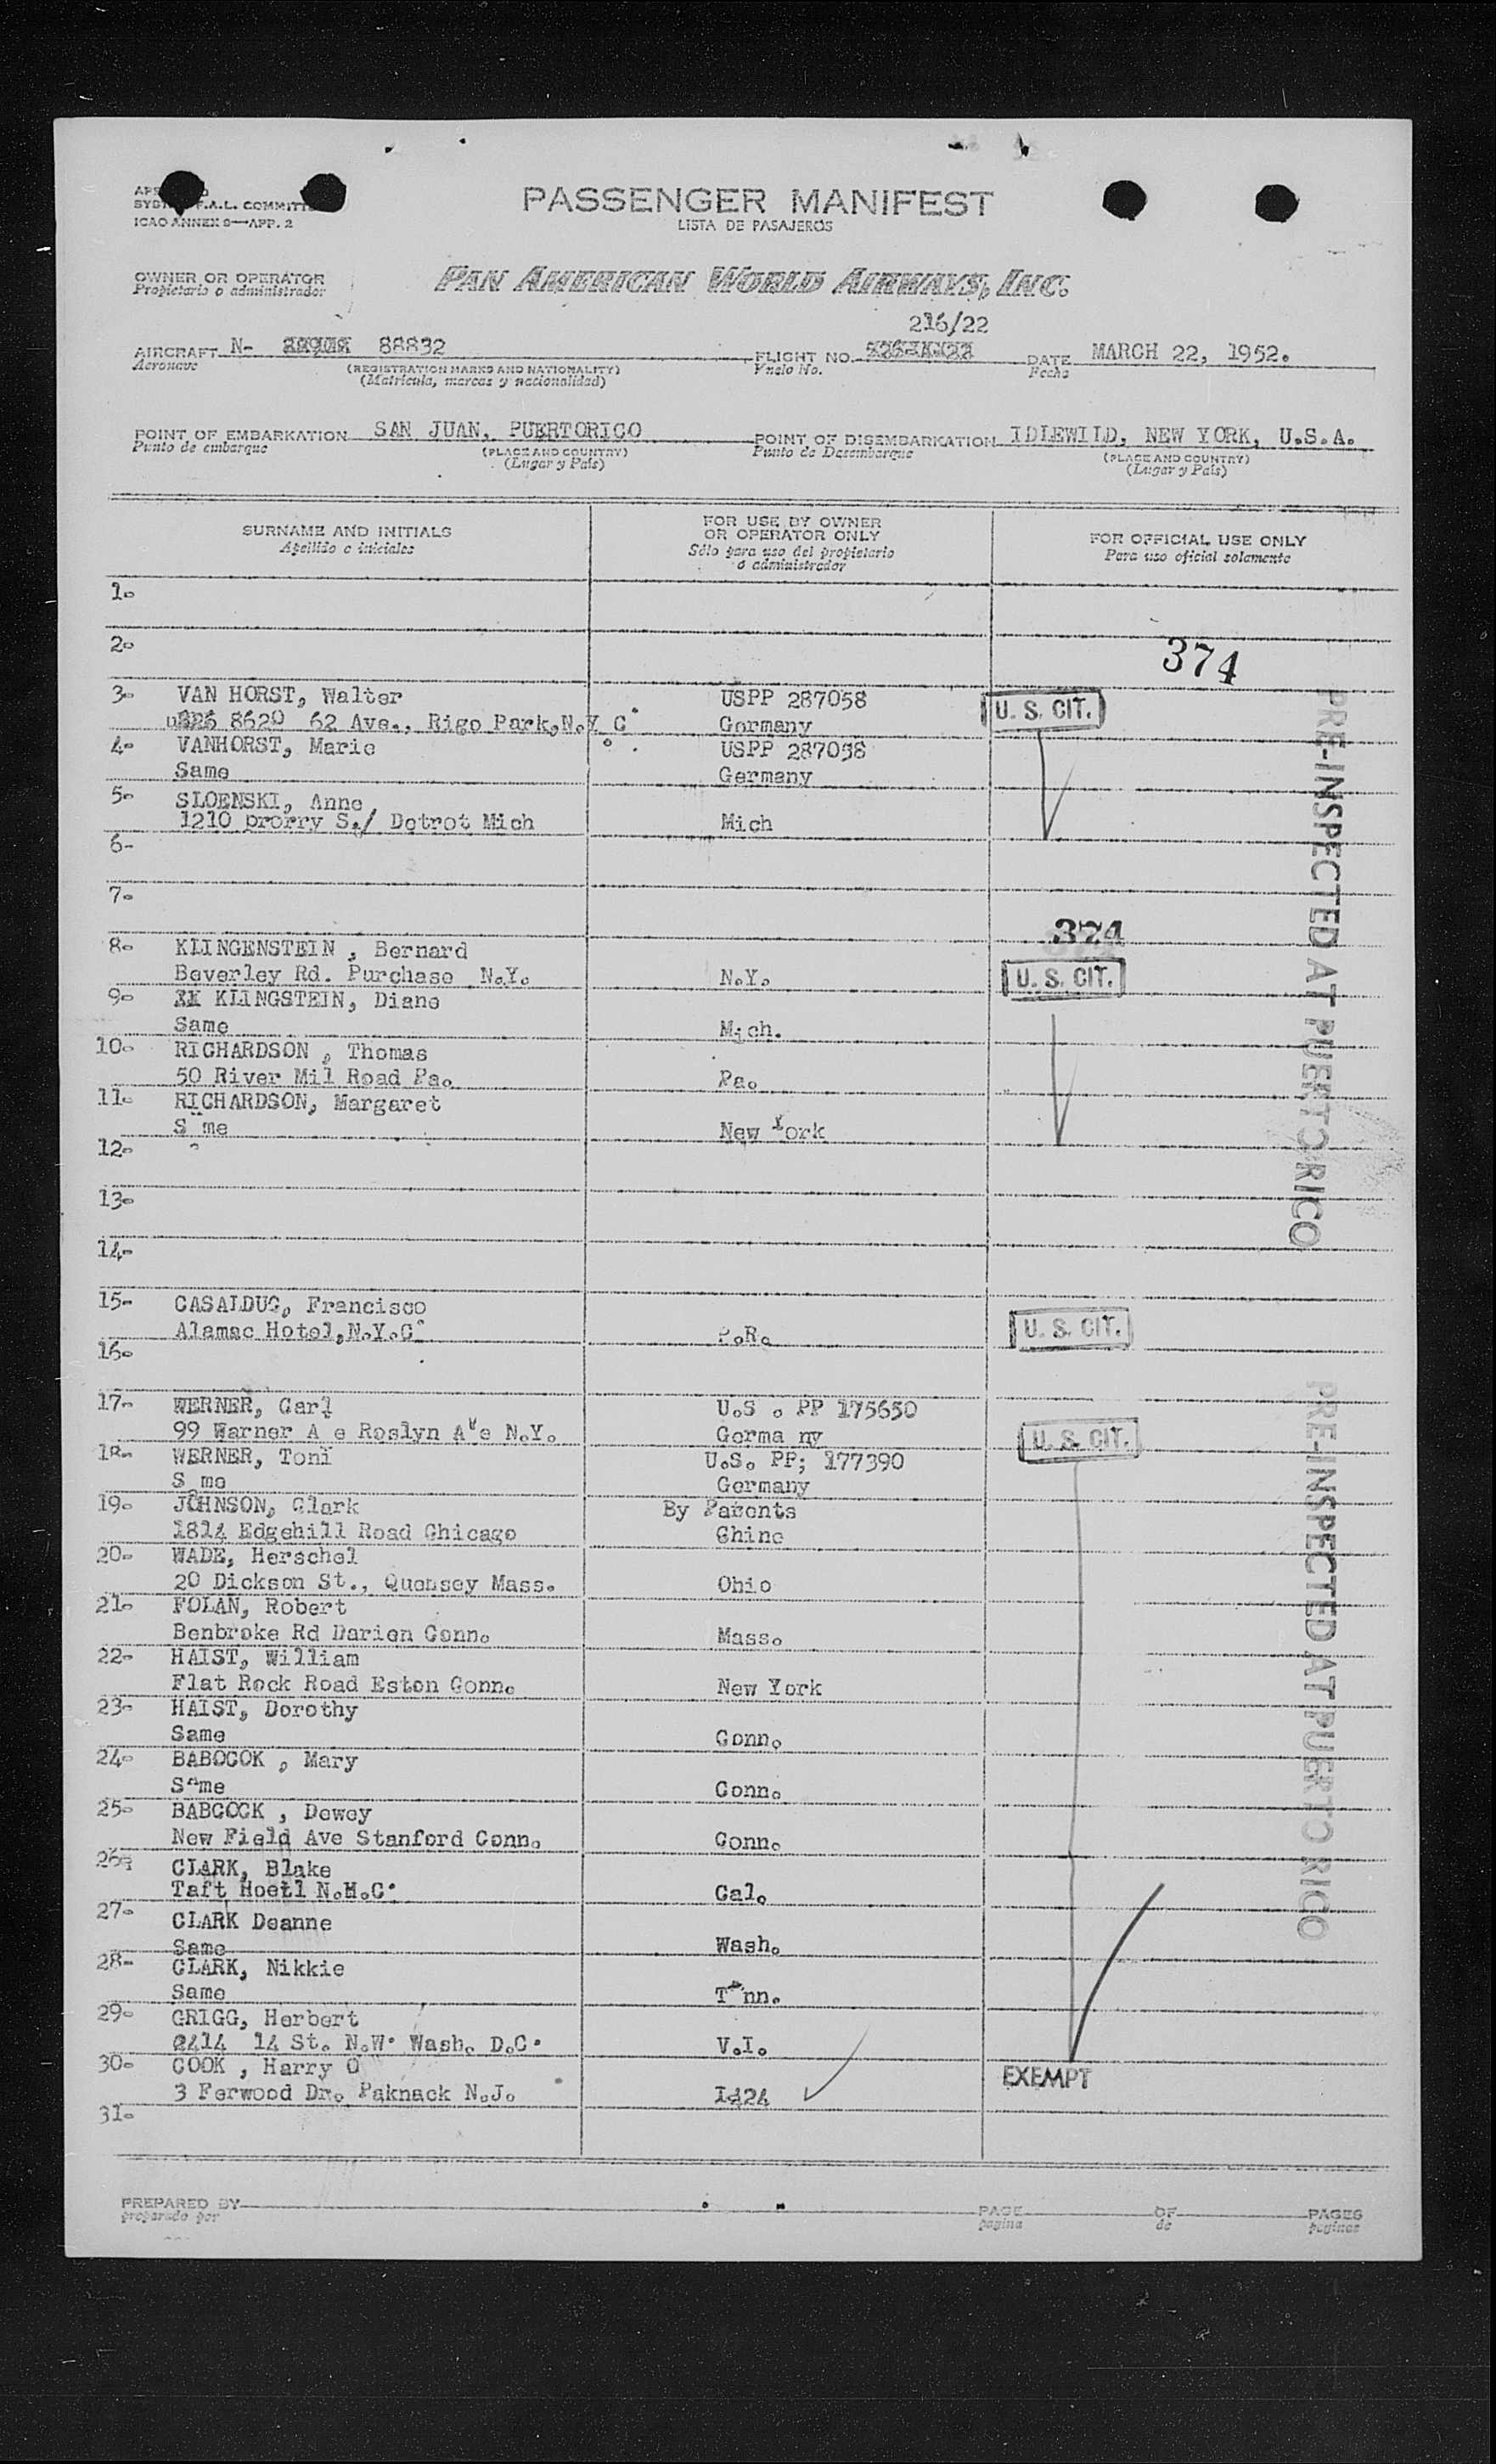 SYST F.A.L. COMMITT
ICAO ANNEX 9—APP. 2
PASSENGER MANIFEST
LISTA DE PASAJEROS
OWNER OR OPERATOR
Propietario o administrador
PAN AMERICAN WORLD AIRWAYS, INC.
216/22
AIRCRAFT N- 88832
FLIGHT NO.
DATE MARCH 22, 1952.
Aeronave
(REGISTRATION MARKS AND NATIONALITY)
Vuelo No.
Fecha
(Matricula, marcas y nacionalidad)
POINT OF EMBARKATION SAN JUAN, PUERTORICO
POINT OF DISEMBARKATION IDLEWILD, NEW YORK, U.S.A.
Punto de embarque
(PLACE AND COUNTRY)
Punto de Desembarque
(PLACE AND COUNTRY)
(Lugar y País)
(Lugar y País)
SURNAME AND INITIALS
Apellido e iniciales
FOR USE BY OWNER
OR OPERATOR ONLY
Sólo para uso del propietario
o administrador
FOR OFFICIAL USE ONLY
Para uso oficial solamente
1.
2.
374
3. VAN HORST, Walter USPP 287058
8620 62 Ave., Rigo Park,N.Y C. Germany
U. S. CIT.
4. VANHORST, Marie USPP 287058
Same Germany
5. SLOENSKI, Anne
1210 prorry S./ Detrot Mich Mich
6-
7.
374
8. KLINGENSTEIN , Bernard
Beverley Rd. Purchase N.Y. N.Y.
U. S. CIT.
9. KLINGSTEIN, Diane
Same Mich.
10. RICHARDSON , Thomas
50 River Mil Road Pa. Pa.
11. RICHARDSON, Margaret
S me New York
12.
13.
14.
15. CASALDUC, Francisco
Alamac Hotel,N.Y.C. P.R.
U. S. CIT.
16.
17. WERNER, Carl U.S . PP 175650
99 Warner A e Roslyn Ave N.Y. Germa ny
U. S. CIT.
18. WERNER, Toni U.S. PP; 177390
S me Germany
19. JOHNSON, Clark By Parents
1814 Edgehill Road Chicago Chine
20. WADE, Herschel
20 Dickson St., Quensey Mass. Ohio
21. FOLAN, Robert
Benbroke Rd Darien Conn. Mass.
22. HAIST, William
Flat Rock Road Eston Conn. New York
23. HAIST, Dorothy
Same Conn.
24. BABOCOK , Mary
Same Conn.
25. BABCOCK , Dewey
New Field Ave Stanford Conn. Conn.
26. CLARK, Blake
Taft Hoetl N.H.C. Cal.
27. CLARK Deanne
Same Wash.
28- CLARK, Nikkie
Same Tenn.
29. GRIGG, Herbert
2414 14 St. N.W. Wash. D.C. V.I.
30. COOK , Harry O
EXEMPT
3 Ferwood Dr. Paknack N.J. I424
31.
PRE-INSPECTED AT PUERTO RICO
PRE-INSPECTED AT PUERTO RICO
PREPARED BY
PAGE OF PAGES
preparado por
pagina de paginas